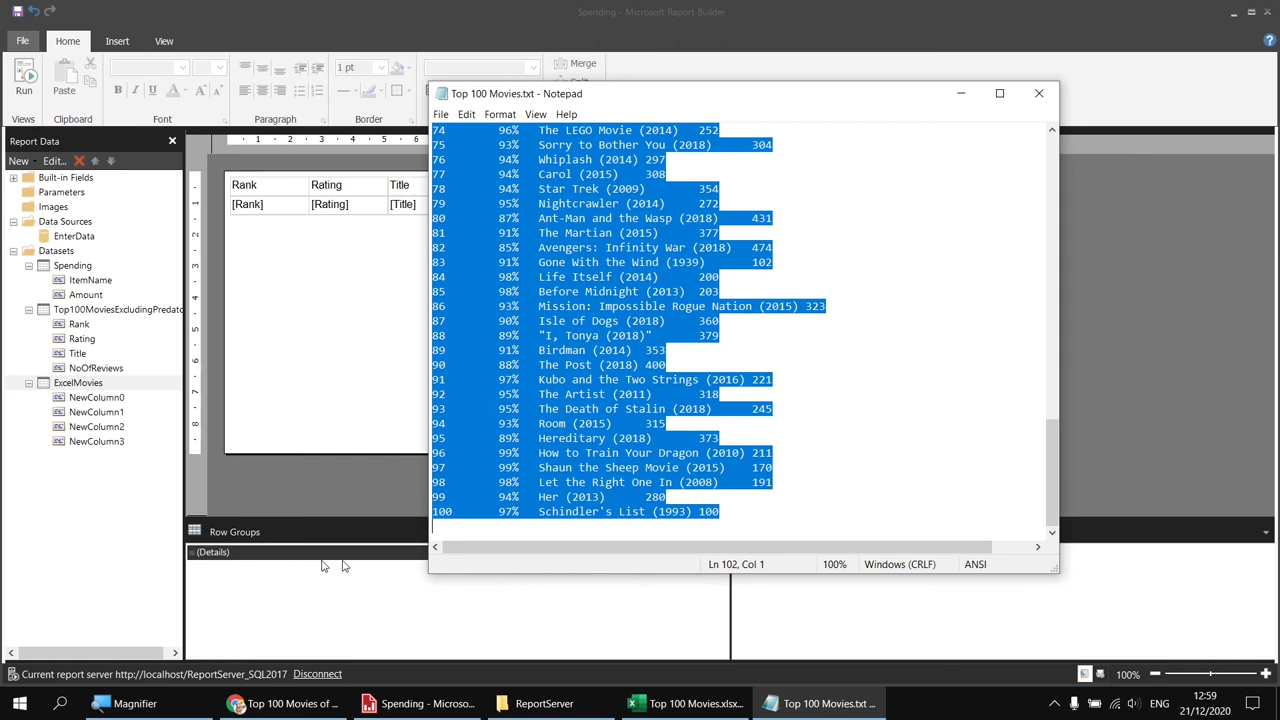 Spending - Microsoft Report Builder
File Home Insert View
Run
Paste
1 pt
Merge
Views Clipboard Font Paragraph Border
Report Data
New Edit...
Built-in Fields
Parameters
Images
Data Sources
EnterData
Datasets
Spending
ItemName
Amount
Top100MoviesExcludingPredato
Rank
Rating
Title
NoOfReviews
ExcelMovies
NewColumn0
NewColumn1
NewColumn2
NewColumn3
1 2 3 4 5
1
2
3
4
5
6
7
8
Rank Rating Title
[Rank] [Rating] [Title]
Row Groups
(Details)
Top 100 Movies.txt - Notepad
File Edit Format View Help
74 96% The LEGO Movie (2014) 252
75 93% Sorry to Bother You (2018) 304
76 94% Whiplash (2014) 297
77 94% Carol (2015) 308
78 94% Star Trek (2009) 354
79 95% Nightcrawler (2014) 272
80 87% Ant-Man and the Wasp (2018) 431
81 91% The Martian (2015) 377
82 85% Avengers: Infinity War (2018) 474
83 91% Gone With the Wind (1939) 102
84 98% Life Itself (2014) 200
85 98% Before Midnight (2013) 203
86 93% Mission: Impossible Rogue Nation (2015) 323
87 90% Isle of Dogs (2018) 360
88 89% "I, Tonya (2018)" 379
89 91% Birdman (2014) 353
90 88% The Post (2018) 400
91 97% Kubo and the Two Strings (2016) 221
92 95% The Artist (2011) 318
93 95% The Death of Stalin (2018) 245
94 93% Room (2015) 315
95 89% Hereditary (2018) 373
96 99% How to Train Your Dragon (2010) 211
97 99% Shaun the Sheep Movie (2015) 170
98 98% Let the Right One In (2008) 191
99 94% Her (2013) 280
100 97% Schindler's List (1993) 100
Ln 102, Col 1 100% Windows (CRLF) ANSI
Current report server http://localhost/ReportServer_SQL2017 Disconnect
100%
Magnifier
Top 100 Movies of ...
Spending - Microso...
ReportServer
Top 100 Movies.xlsx...
Top 100 Movies.txt ...
ENG
12:59
21/12/2020